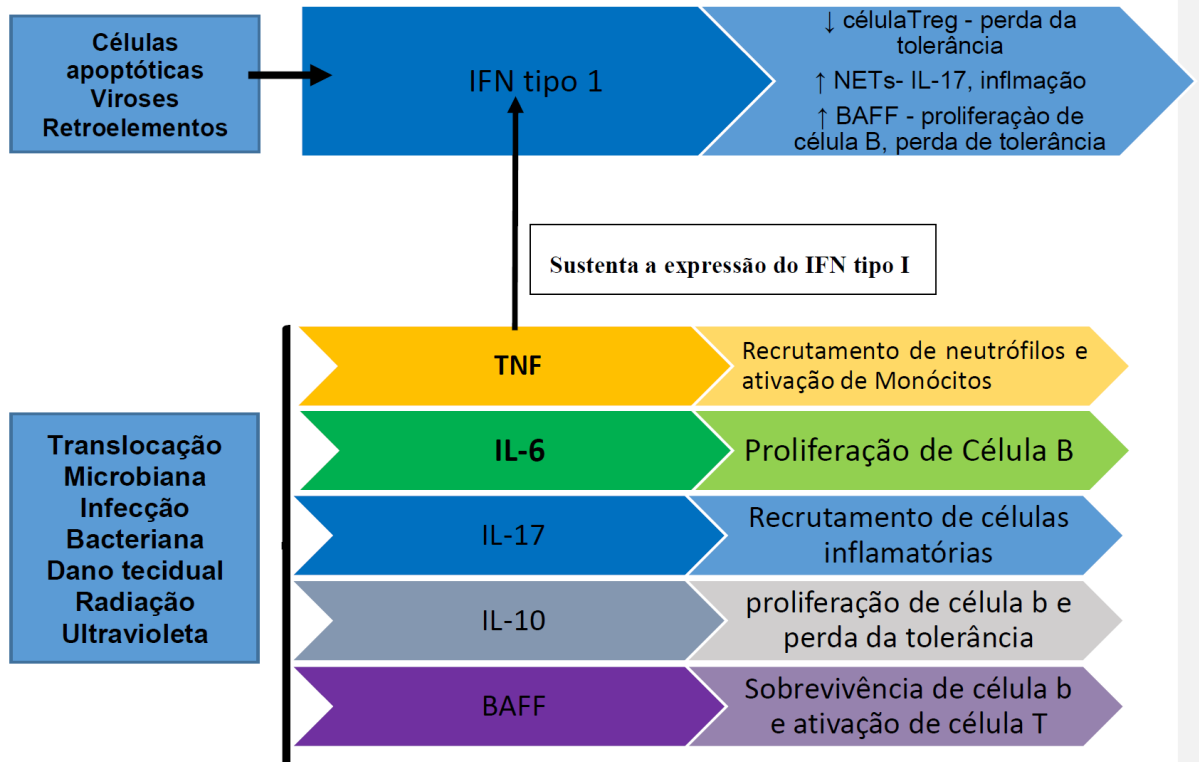 Células
apoptóticas
Viroses
Retroelementos
IFN tipo 1
↓ célulaTreg - perda da
tolerância
↑ NETs- IL-17, inflmação
↑ BAFF - proliferaçào de
célula B, perda de tolerância
Sustenta a expressão do IFN tipo I
Translocação
Microbiana
Infecção
Bacteriana
Dano tecidual
Radiação
Ultravioleta
TNF
Recrutamento de neutrófilos e
ativação de Monócitos
IL-6
Proliferação de Célula B
IL-17
Recrutamento de células
inflamatórias
IL-10
proliferação de célula b e
perda da tolerância
BAFF
Sobrevivência de célula b
e ativação de célula T